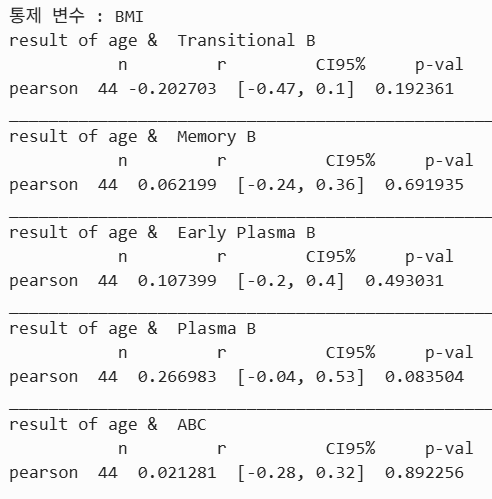 통제 변수 : BMI
result of age &  Transitional B
           n         r         CI95%     p-val
pearson  44 -0.202703  [-0.47, 0.1]  0.192361
_________________________________________________
result of age &  Memory B
           n         r          CI95%     p-val
pearson  44  0.062199  [-0.24, 0.36]  0.691935
_________________________________________________
result of age &  Early Plasma B
           n         r        CI95%     p-val
pearson  44  0.107399  [-0.2, 0.4]  0.493031
_________________________________________________
result of age &  Plasma B
           n         r          CI95%     p-val
pearson  44  0.266983  [-0.04, 0.53]  0.083504
_________________________________________________
result of age &  ABC
           n         r          CI95%     p-val
pearson  44  0.021281  [-0.28, 0.32]  0.892256